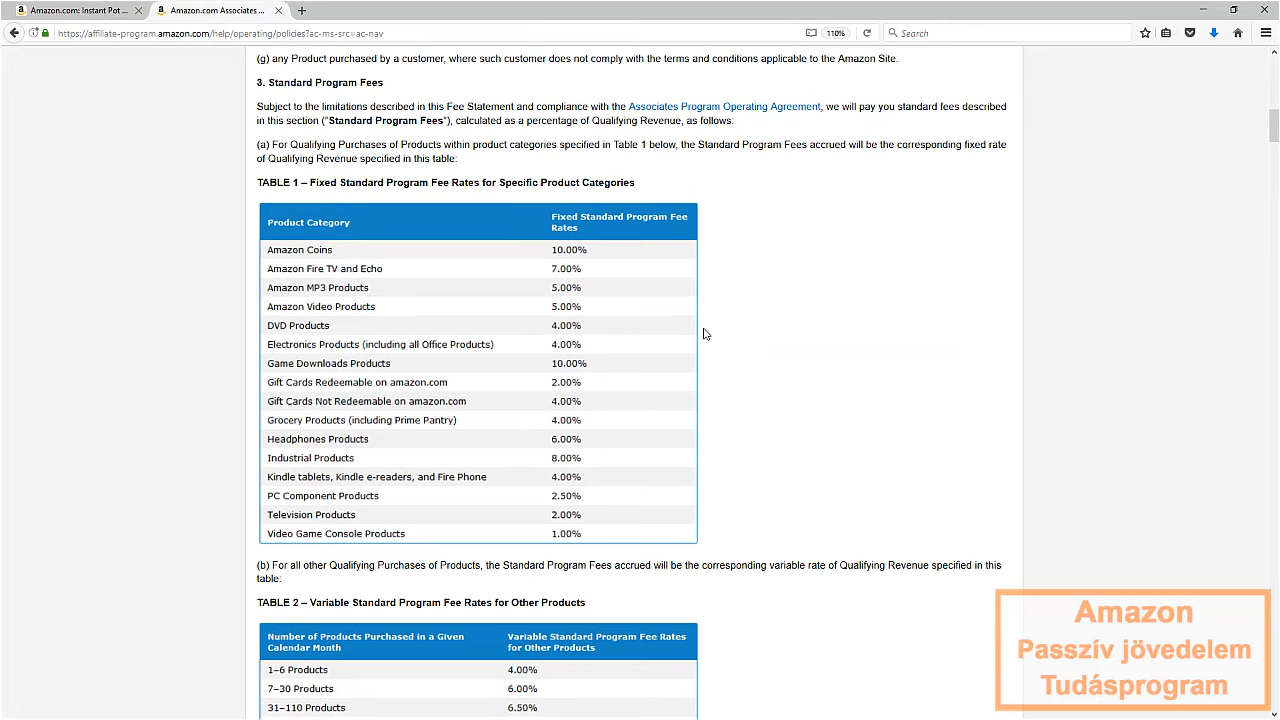 Amazon.com: Instant Pot ...
Amazon.com Associates ...
https://affiliate-program.amazon.com/help/operating/policies?ac-ms-src=ac-nav
110%
Search
(g) any Product purchased by a customer, where such customer does not comply with the terms and conditions applicable to the Amazon Site.
3. Standard Program Fees
Subject to the limitations described in this Fee Statement and compliance with the Associates Program Operating Agreement, we will pay you standard fees described
in this section ("Standard Program Fees"), calculated as a percentage of Qualifying Revenue, as follows:
(a) For Qualifying Purchases of Products within product categories specified in Table 1 below, the Standard Program Fees accrued will be the corresponding fixed rate
of Qualifying Revenue specified in this table:
TABLE 1 – Fixed Standard Program Fee Rates for Specific Product Categories
Product Category
Fixed Standard Program Fee
Rates
Amazon Coins 10.00%
Amazon Fire TV and Echo 7.00%
Amazon MP3 Products 5.00%
Amazon Video Products 5.00%
DVD Products 4.00%
Electronics Products (including all Office Products) 4.00%
Game Downloads Products 10.00%
Gift Cards Redeemable on amazon.com 2.00%
Gift Cards Not Redeemable on amazon.com 4.00%
Grocery Products (including Prime Pantry) 4.00%
Headphones Products 6.00%
Industrial Products 8.00%
Kindle tablets, Kindle e-readers, and Fire Phone 4.00%
PC Component Products 2.50%
Television Products 2.00%
Video Game Console Products 1.00%
(b) For all other Qualifying Purchases of Products, the Standard Program Fees accrued will be the corresponding variable rate of Qualifying Revenue specified in this
table:
TABLE 2 – Variable Standard Program Fee Rates for Other Products
Number of Products Purchased in a Given
Calendar Month
Variable Standard Program Fee Rates
for Other Products
1–6 Products 4.00%
7–30 Products 6.00%
31–110 Products 6.50%
Amazon
Passzív jövedelem
Tudásprogram